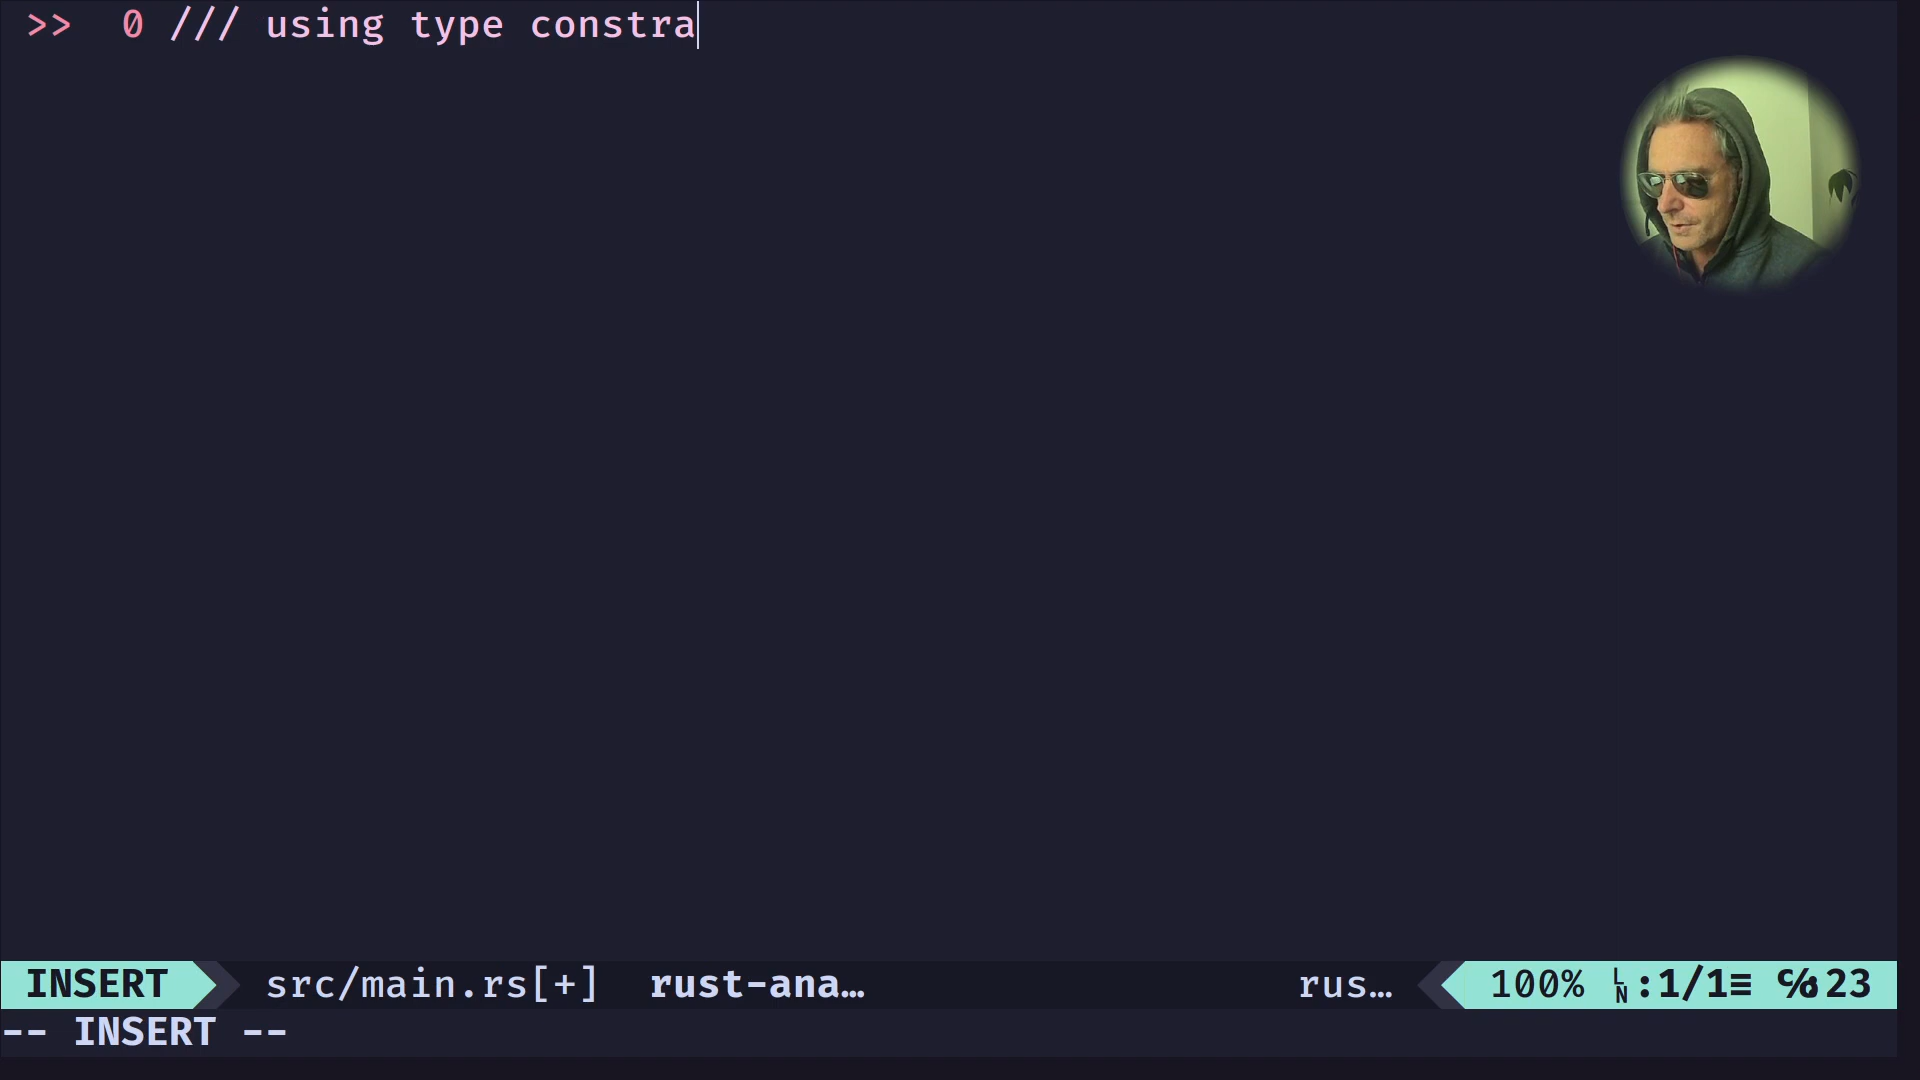 >> 0 /// using type constra
INSERT src/main.rs[+] rust-ana… rus… 100% ␤:1/1≡ ℅:23
-- INSERT --